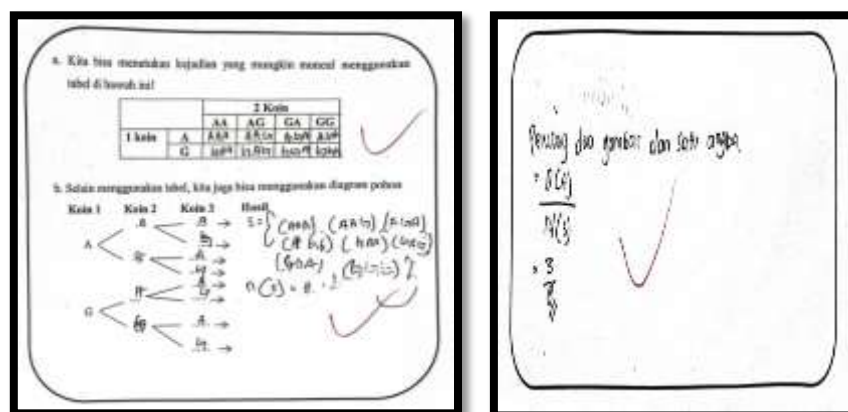 a. Kita bisa menentukan kejadian yang mungkin muncul menggunakan
tabel di bawah ini!
2 Koin
AA AG GA GG
1 koin A AAA AAG AGA AGG
G GAA GAG GGA GGG
b. Selain menggunakan tabel, kita juga bisa menggunakan diagram pohon
Koin 1 Koin 2 Koin 3 Hasil
A
G
S = { (AAA), (AAG), (AGA)
(AGG) (GAA) (GAG)
(GGA) (GGG) }
n(S) = 8
Peluang dua gambar dan satu angka
=
n(S)
= 3
8